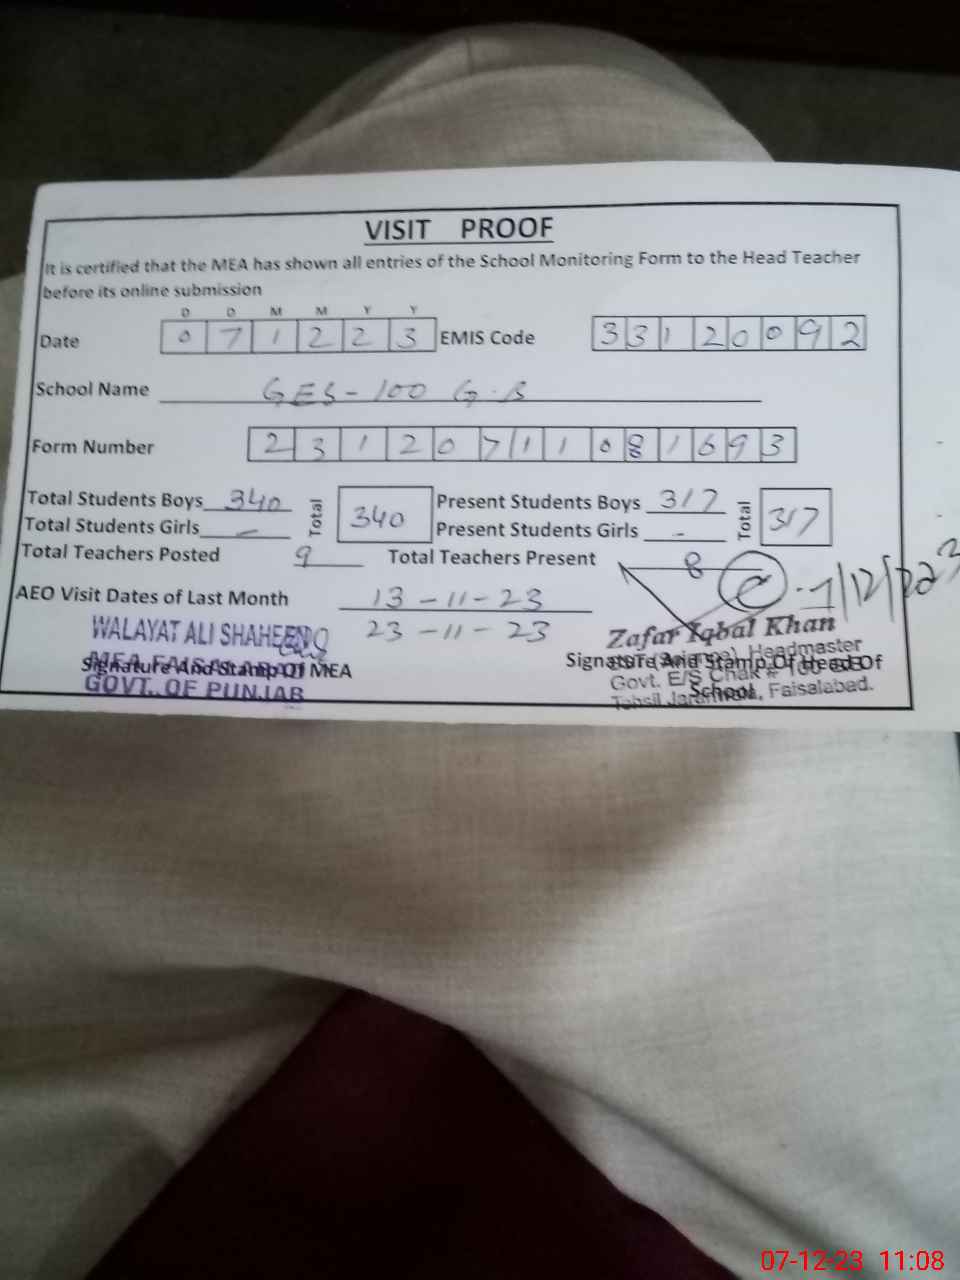 VISIT PROOF
It is certified that the MEA has shown all entries of the School Monitoring Form to the Head Teacher
before its online submission
D D M M Y Y
Date 0 7 1 2 2 3 EMIS Code 3 3 1 2 0 0 9 2
School Name GES - 100 G.B
Form Number 2 3 1 2 0 7 1 1 0 8 1 6 9 3
Total Students Boys 340 Total 340 Present Students Boys 317 Total 317
Total Students Girls - Present Students Girls -
Total Teachers Posted 9 Total Teachers Present 8
AEO Visit Dates of Last Month 13-11-23
23-11-23
WALAYAT ALI SHAHEEN
MEA FAISALABAD
Signature And Stamp Of MEA
GOVT. OF PUNJAB
Zafar Iqbal Khan
Headmaster
Signature And Stamp Of Head Of
School
Govt. E/S Chak # 100
Tehsil Jaranwala, Faisalabad.
07-12-23 11:08